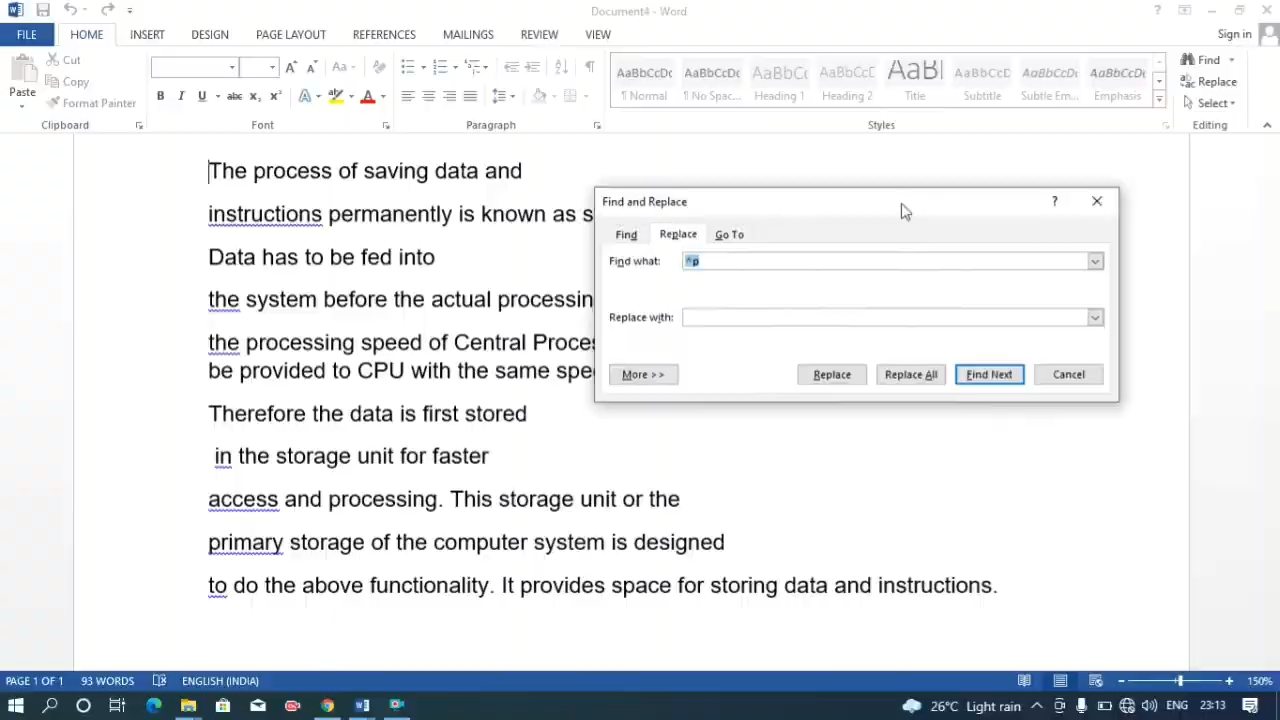 Document4 - Word
FILE HOME INSERT DESIGN PAGE LAYOUT REFERENCES MAILINGS REVIEW VIEW Sign in
Paste Cut Copy Format Painter
Aa
B I U abc x₂ x² A A
AaBbCcDc AaBbCcDc AaBbCc AaBbCcD AaBl AaBbCcD AaBbCcDc AaBbCcDc
¶ Normal ¶ No Spac... Heading 1 Heading 2 Title Subtitle Subtle Em... Emphasis
Find
Replace
Select
Clipboard Font Paragraph Styles Editing
The process of saving data and
instructions permanently is known as s
Data has to be fed into
the system before the actual processin
the processing speed of Central Proces
be provided to CPU with the same spee
Therefore the data is first stored
in the storage unit for faster
access and processing. This storage unit or the
primary storage of the computer system is designed
to do the above functionality. It provides space for storing data and instructions.
Find and Replace ?
Find Replace Go To
Find what: ^p
Replace with:
More >> Replace Replace All Find Next Cancel
PAGE 1 OF 1 93 WORDS ENGLISH (INDIA) 150%
26°C Light rain ENG 23:13